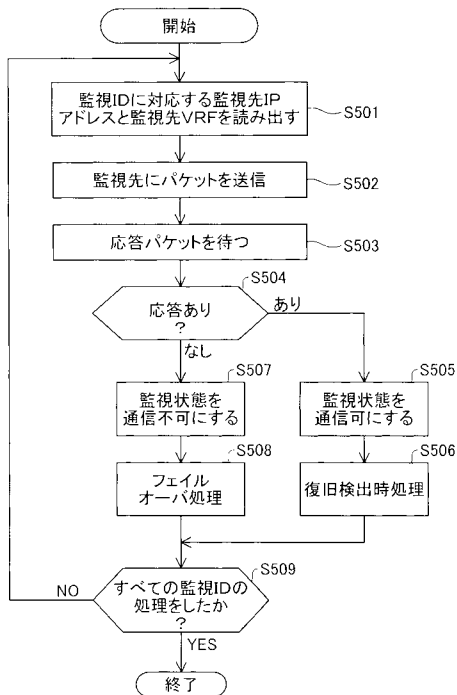 開始
監視IDに対応する監視先IP
アドレスと監視先VRFを読み出す
S501
監視先にパケットを送信
S502
応答パケットを待つ
S503
S504
応答あり
?
あり
なし
S507
監視状態を
通信不可にする
S505
監視状態を
通信可にする
S508
フェイル
オーバ処理
S506
復旧検出時処理
S509
すべての監視IDの
処理をしたか
?
NO
YES
終了